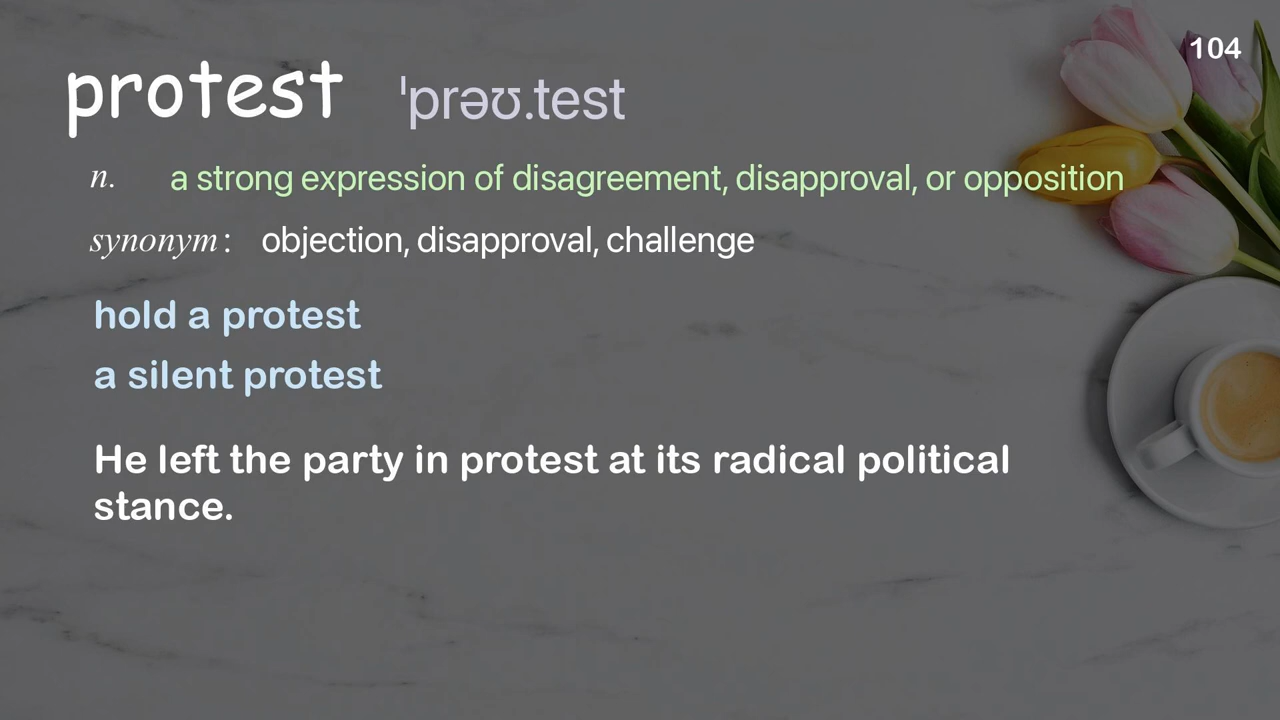 104
protest ˈprəʊ.test
n. a strong expression of disagreement, disapproval, or opposition
synonym: objection, disapproval, challenge
hold a protest
a silent protest
He left the party in protest at its radical political
stance.